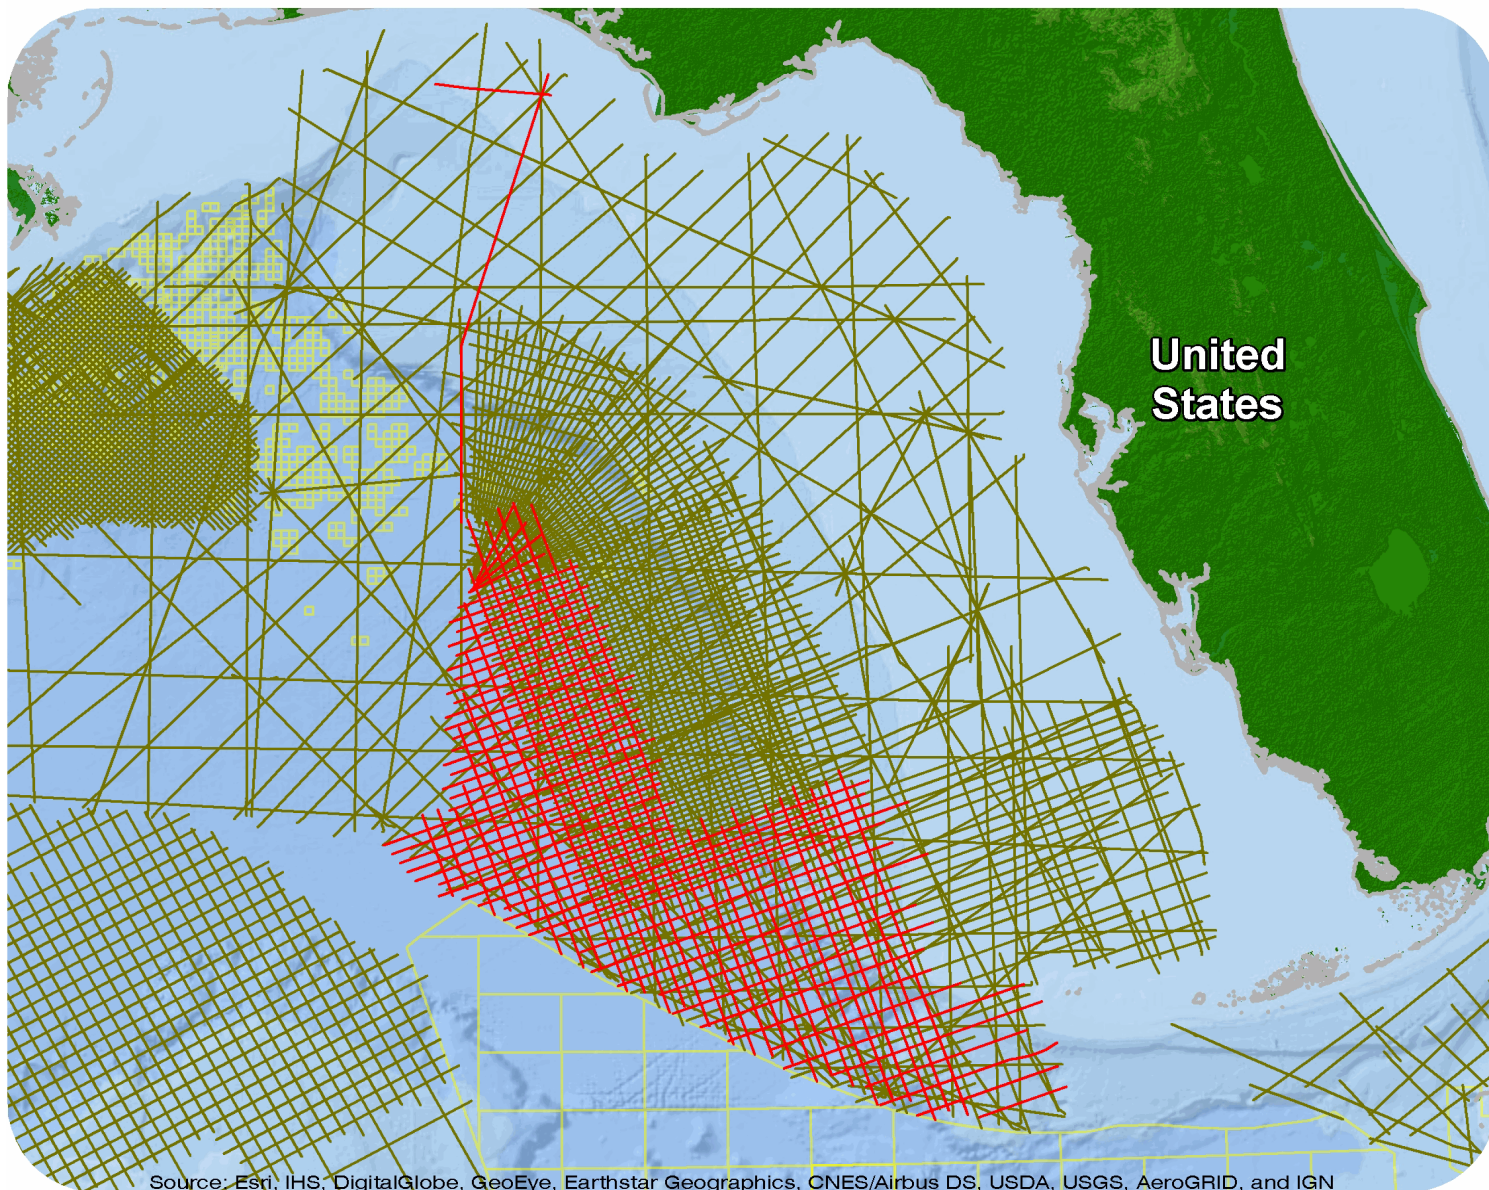 United
States
Source: Esri, IHS, DigitalGlobe, GeoEye, Earthstar Geographics, CNES/Airbus DS, USDA, USGS, AeroGRID, and IGN